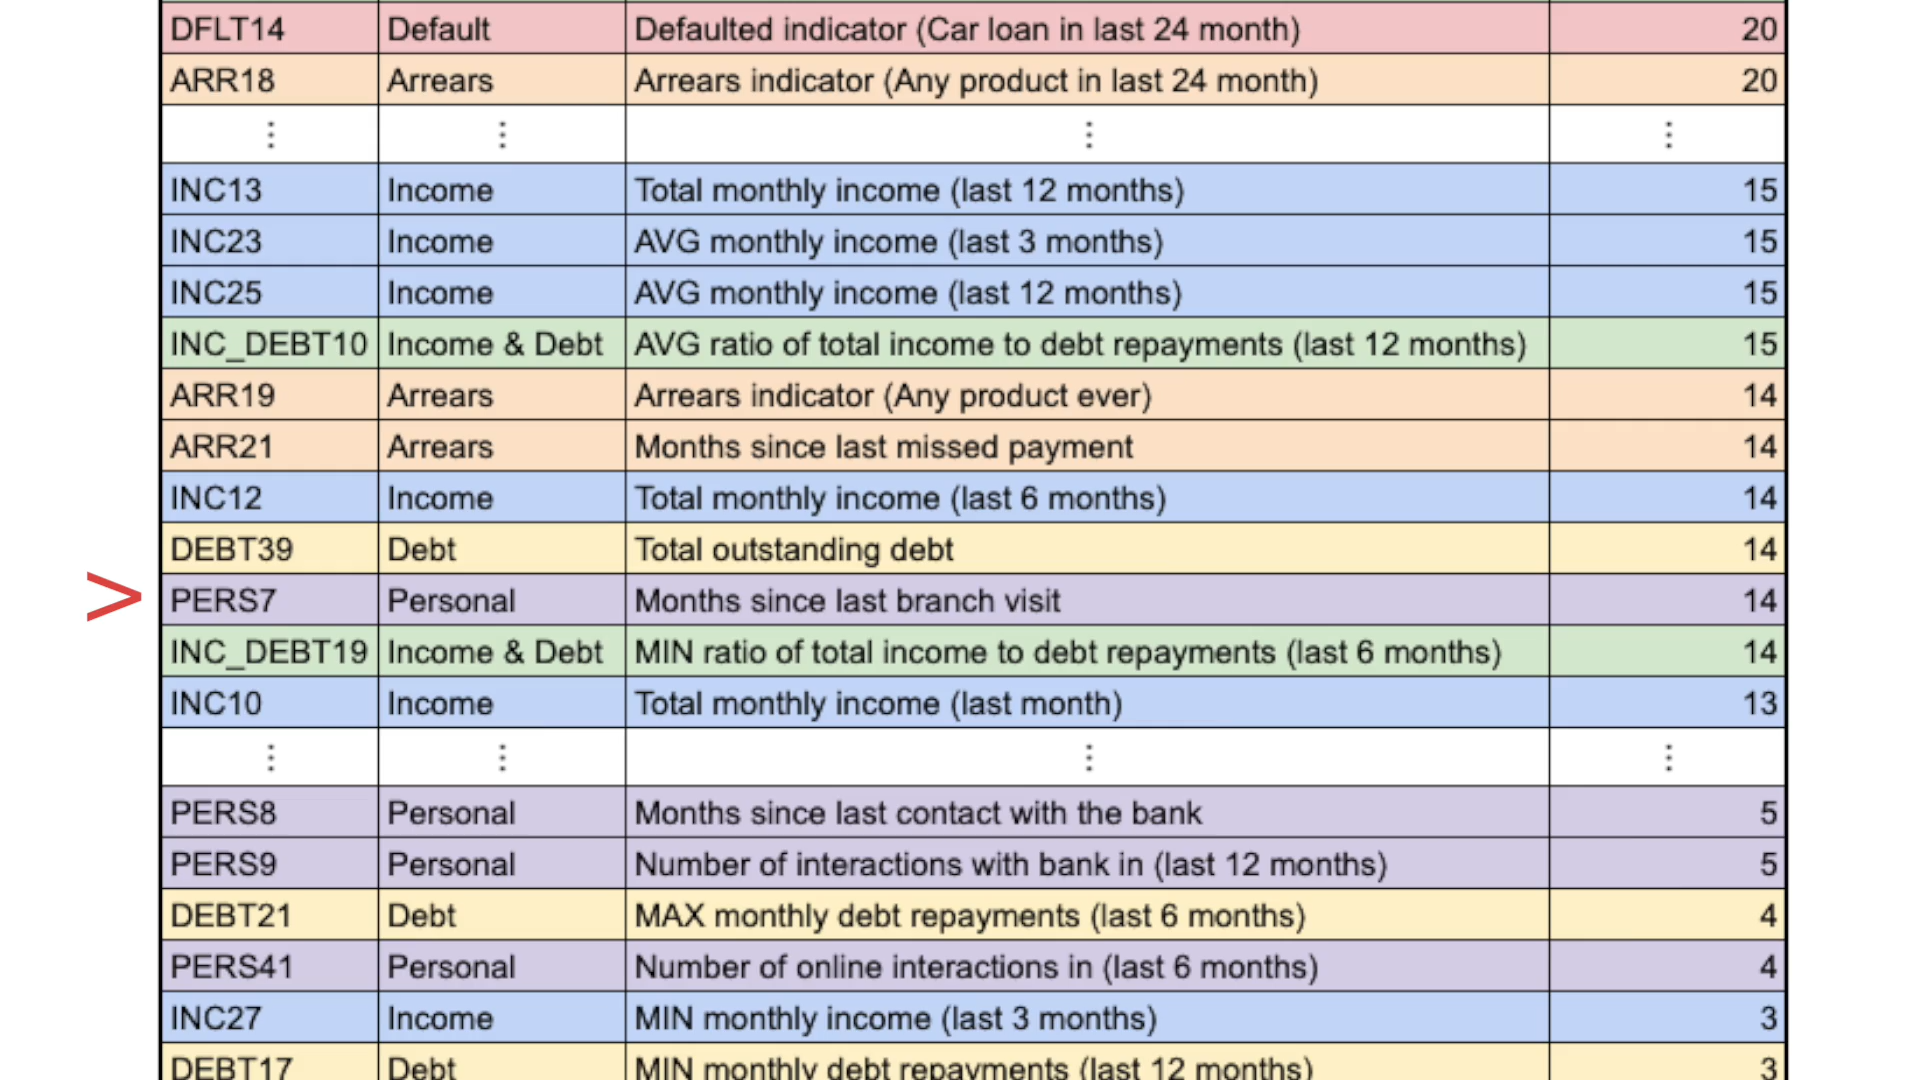 DFLT14 Default Defaulted indicator (Car loan in last 24 month) 20
ARR18 Arrears Arrears indicator (Any product in last 24 month) 20
⋮ ⋮ ⋮ ⋮
INC13 Income Total monthly income (last 12 months) 15
INC23 Income AVG monthly income (last 3 months) 15
INC25 Income AVG monthly income (last 12 months) 15
INC_DEBT10 Income & Debt AVG ratio of total income to debt repayments (last 12 months) 15
ARR19 Arrears Arrears indicator (Any product ever) 14
ARR21 Arrears Months since last missed payment 14
INC12 Income Total monthly income (last 6 months) 14
DEBT39 Debt Total outstanding debt 14
> PERS7 Personal Months since last branch visit 14
INC_DEBT19 Income & Debt MIN ratio of total income to debt repayments (last 6 months) 14
INC10 Income Total monthly income (last month) 13
⋮ ⋮ ⋮ ⋮
PERS8 Personal Months since last contact with the bank 5
PERS9 Personal Number of interactions with bank in (last 12 months) 5
DEBT21 Debt MAX monthly debt repayments (last 6 months) 4
PERS41 Personal Number of online interactions in (last 6 months) 4
INC27 Income MIN monthly income (last 3 months) 3
DEBT17 Debt MIN monthly debt repayments (last 12 months) 3